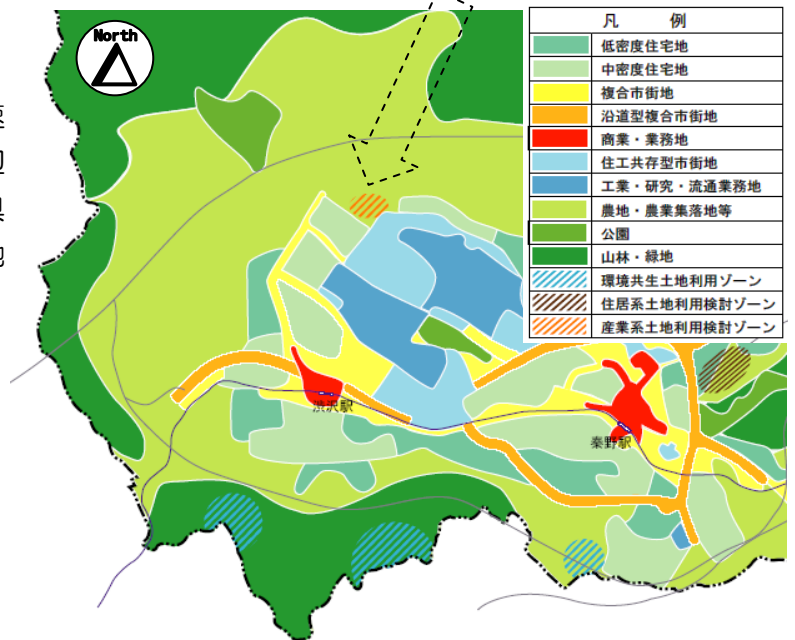 North
凡 例
低密度住宅地
中密度住宅地
複合市街地
沿道型複合市街地
商業・業務地
住工共存型市街地
工業・研究・流通業務地
農地・農業集落地等
公園
山林・緑地
環境共生土地利用ゾーン
住居系土地利用検討ゾーン
産業系土地利用検討ゾーン
渋沢駅
秦野駅